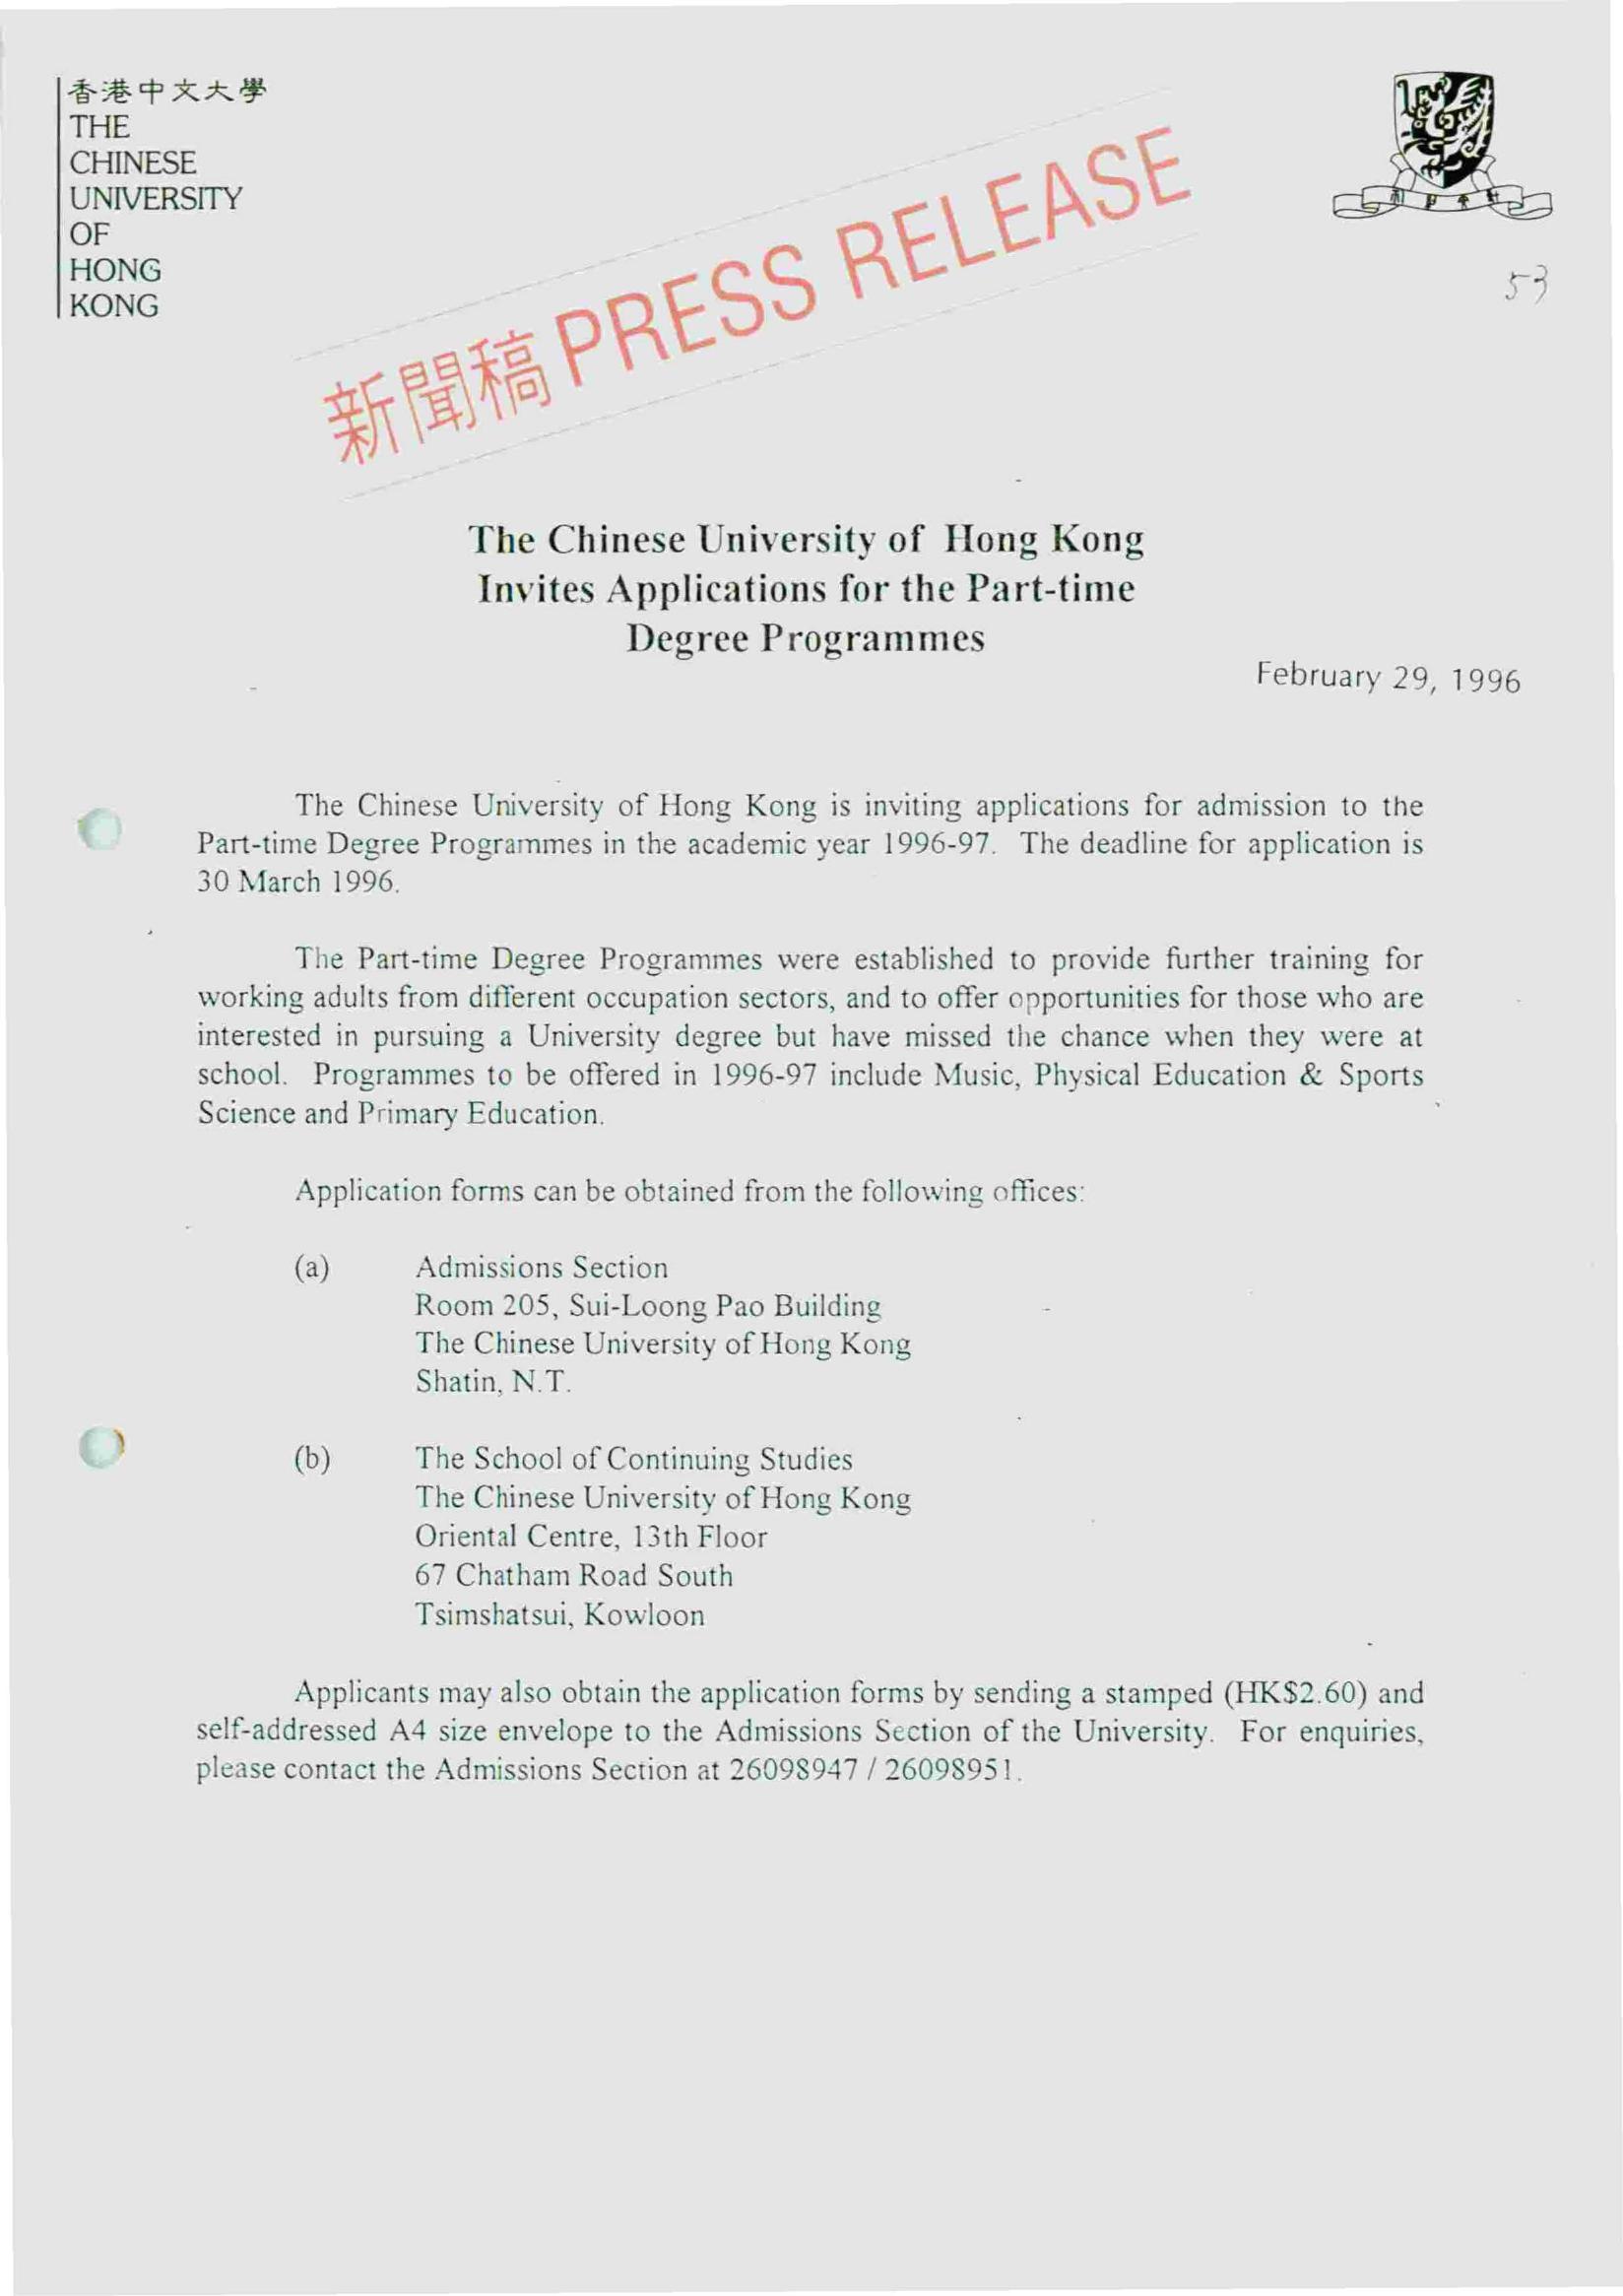 香港中文大學
THE
CHINESE
UNIVERSITY
OF
HONG
KONG
新聞稿 PRESS RELEASE
53
The Chinese University of Hong Kong
Invites Applications for the Part-time
Degree Programmes
February 29, 1996
The Chinese University of Hong Kong is inviting applications for admission to the
Part-time Degree Programmes in the academic year 1996-97. The deadline for application is
30 March 1996.
The Part-time Degree Programmes were established to provide further training for
working adults from different occupation sectors, and to offer opportunities for those who are
interested in pursuing a University degree but have missed the chance when they were at
school. Programmes to be offered in 1996-97 include Music, Physical Education & Sports
Science and Primary Education.
Application forms can be obtained from the following offices:
(a) Admissions Section
Room 205, Sui-Loong Pao Building
The Chinese University of Hong Kong
Shatin, N.T.
(b) The School of Continuing Studies
The Chinese University of Hong Kong
Oriental Centre, 13th Floor
67 Chatham Road South
Tsimshatsui, Kowloon
Applicants may also obtain the application forms by sending a stamped (HK$2.60) and
self-addressed A4 size envelope to the Admissions Section of the University. For enquiries,
please contact the Admissions Section at 26098947 / 26098951.